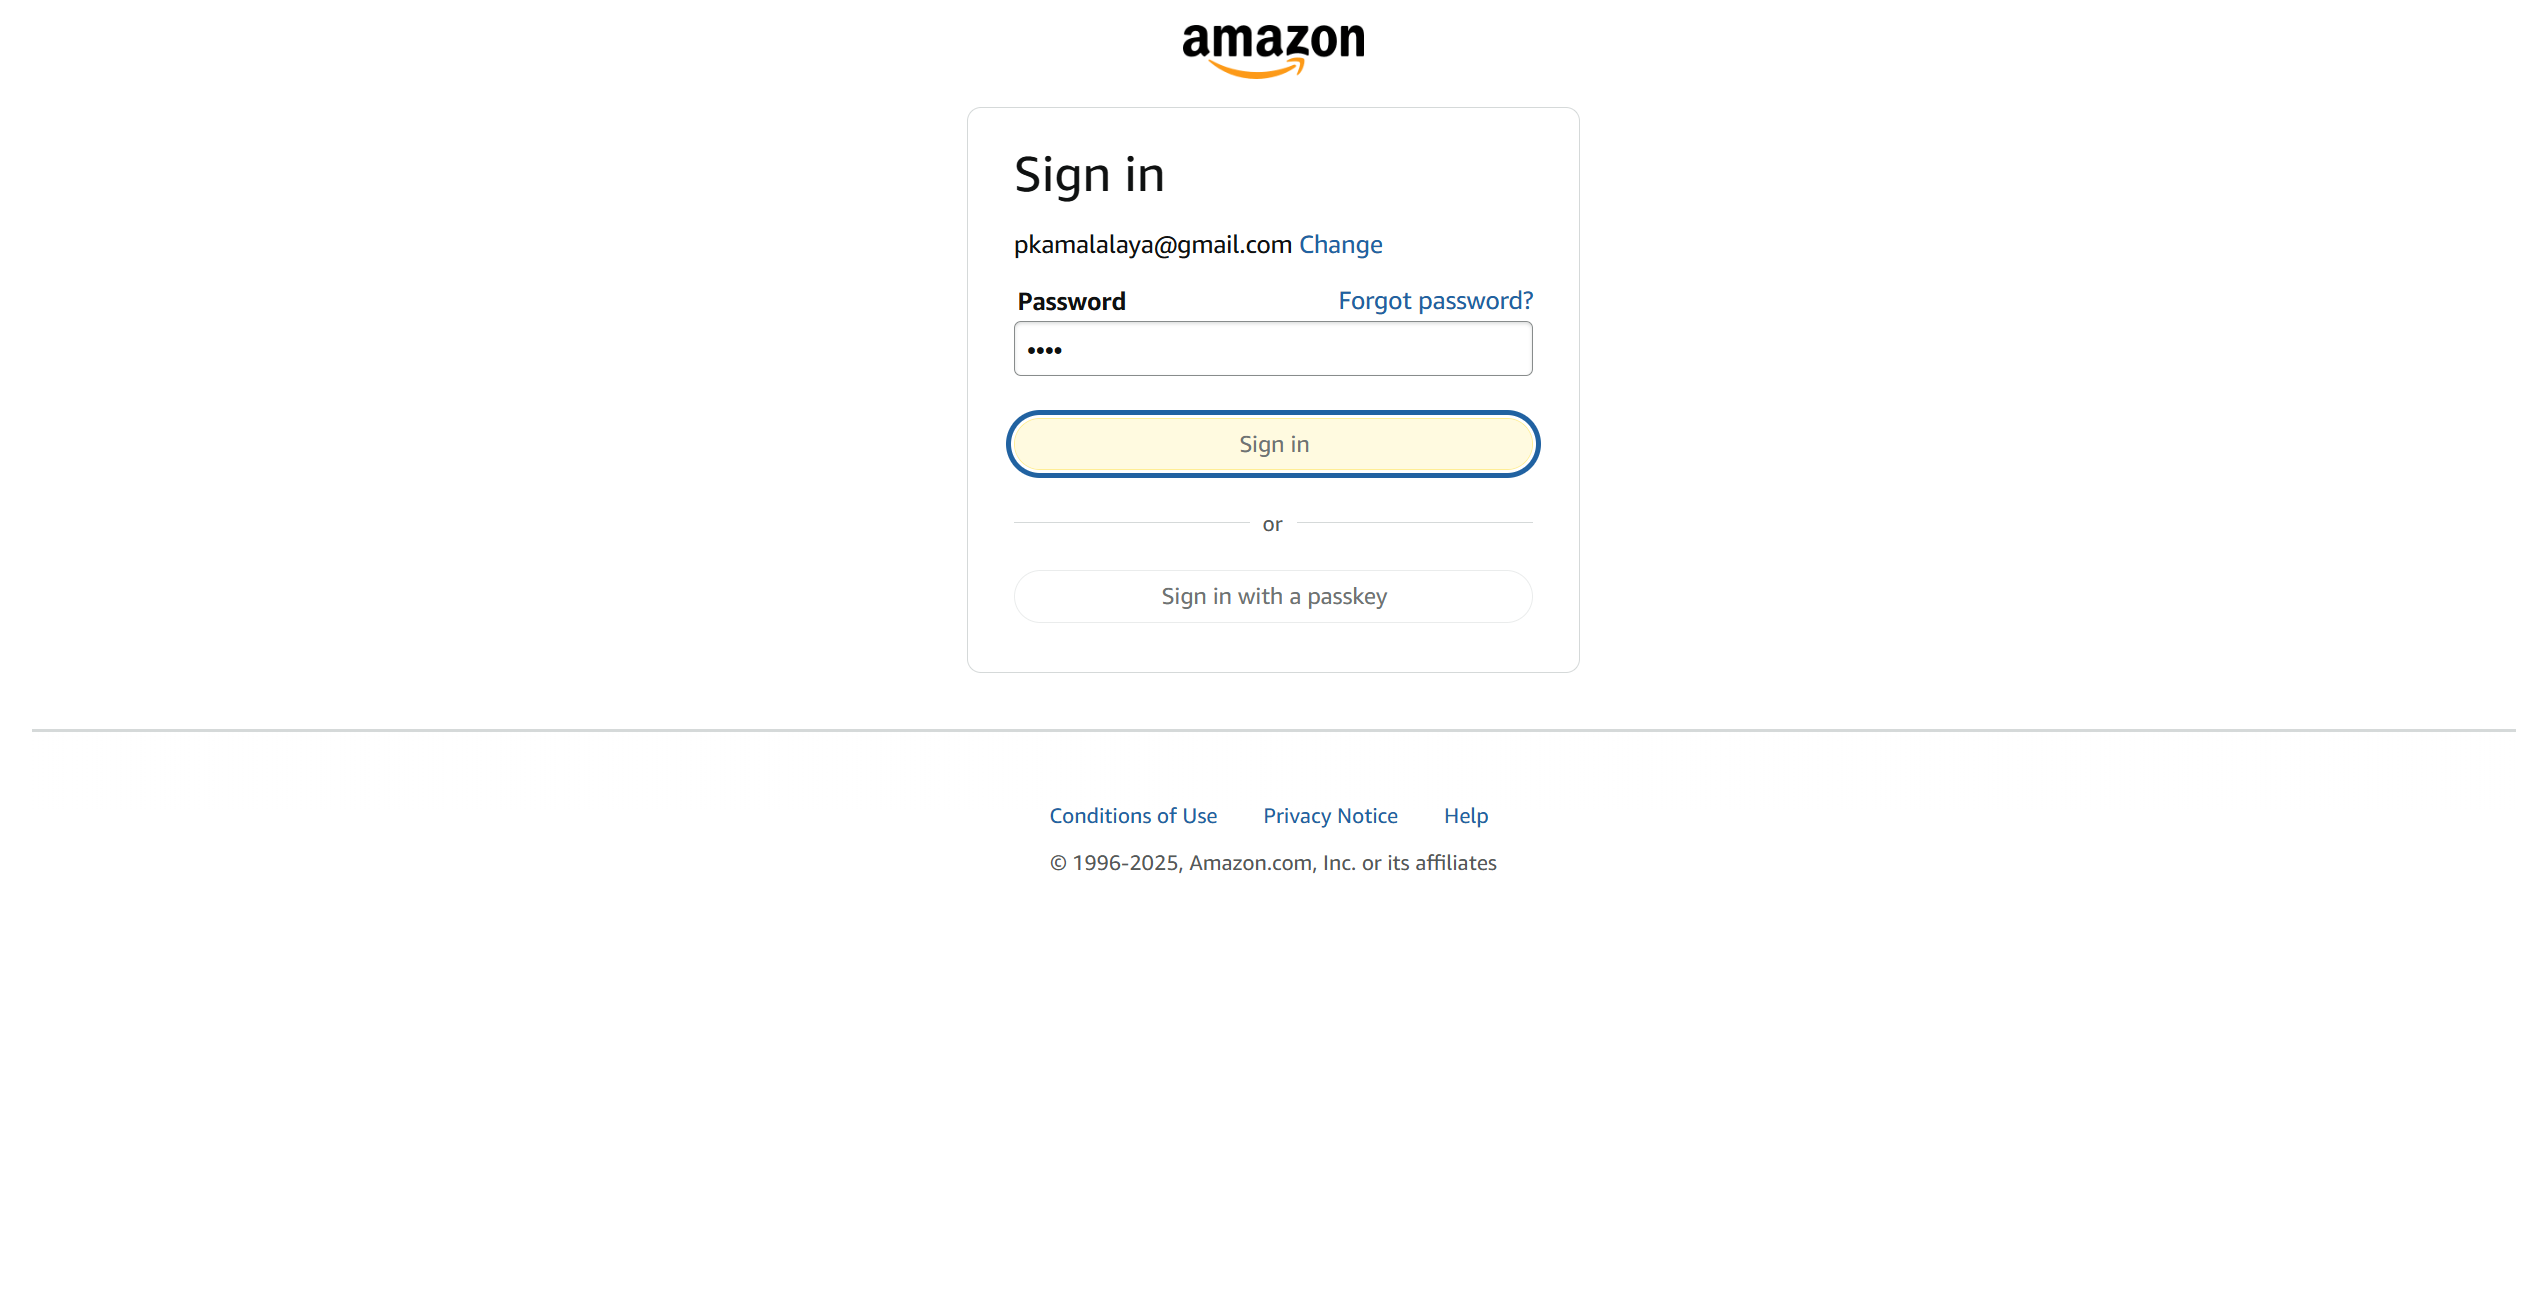 amazon
Sign in
pkamalalaya@gmail.com Change
Password Forgot password?
••••
Sign in
or
Sign in with a passkey
Conditions of Use Privacy Notice Help
© 1996-2025, Amazon.com, Inc. or its affiliates